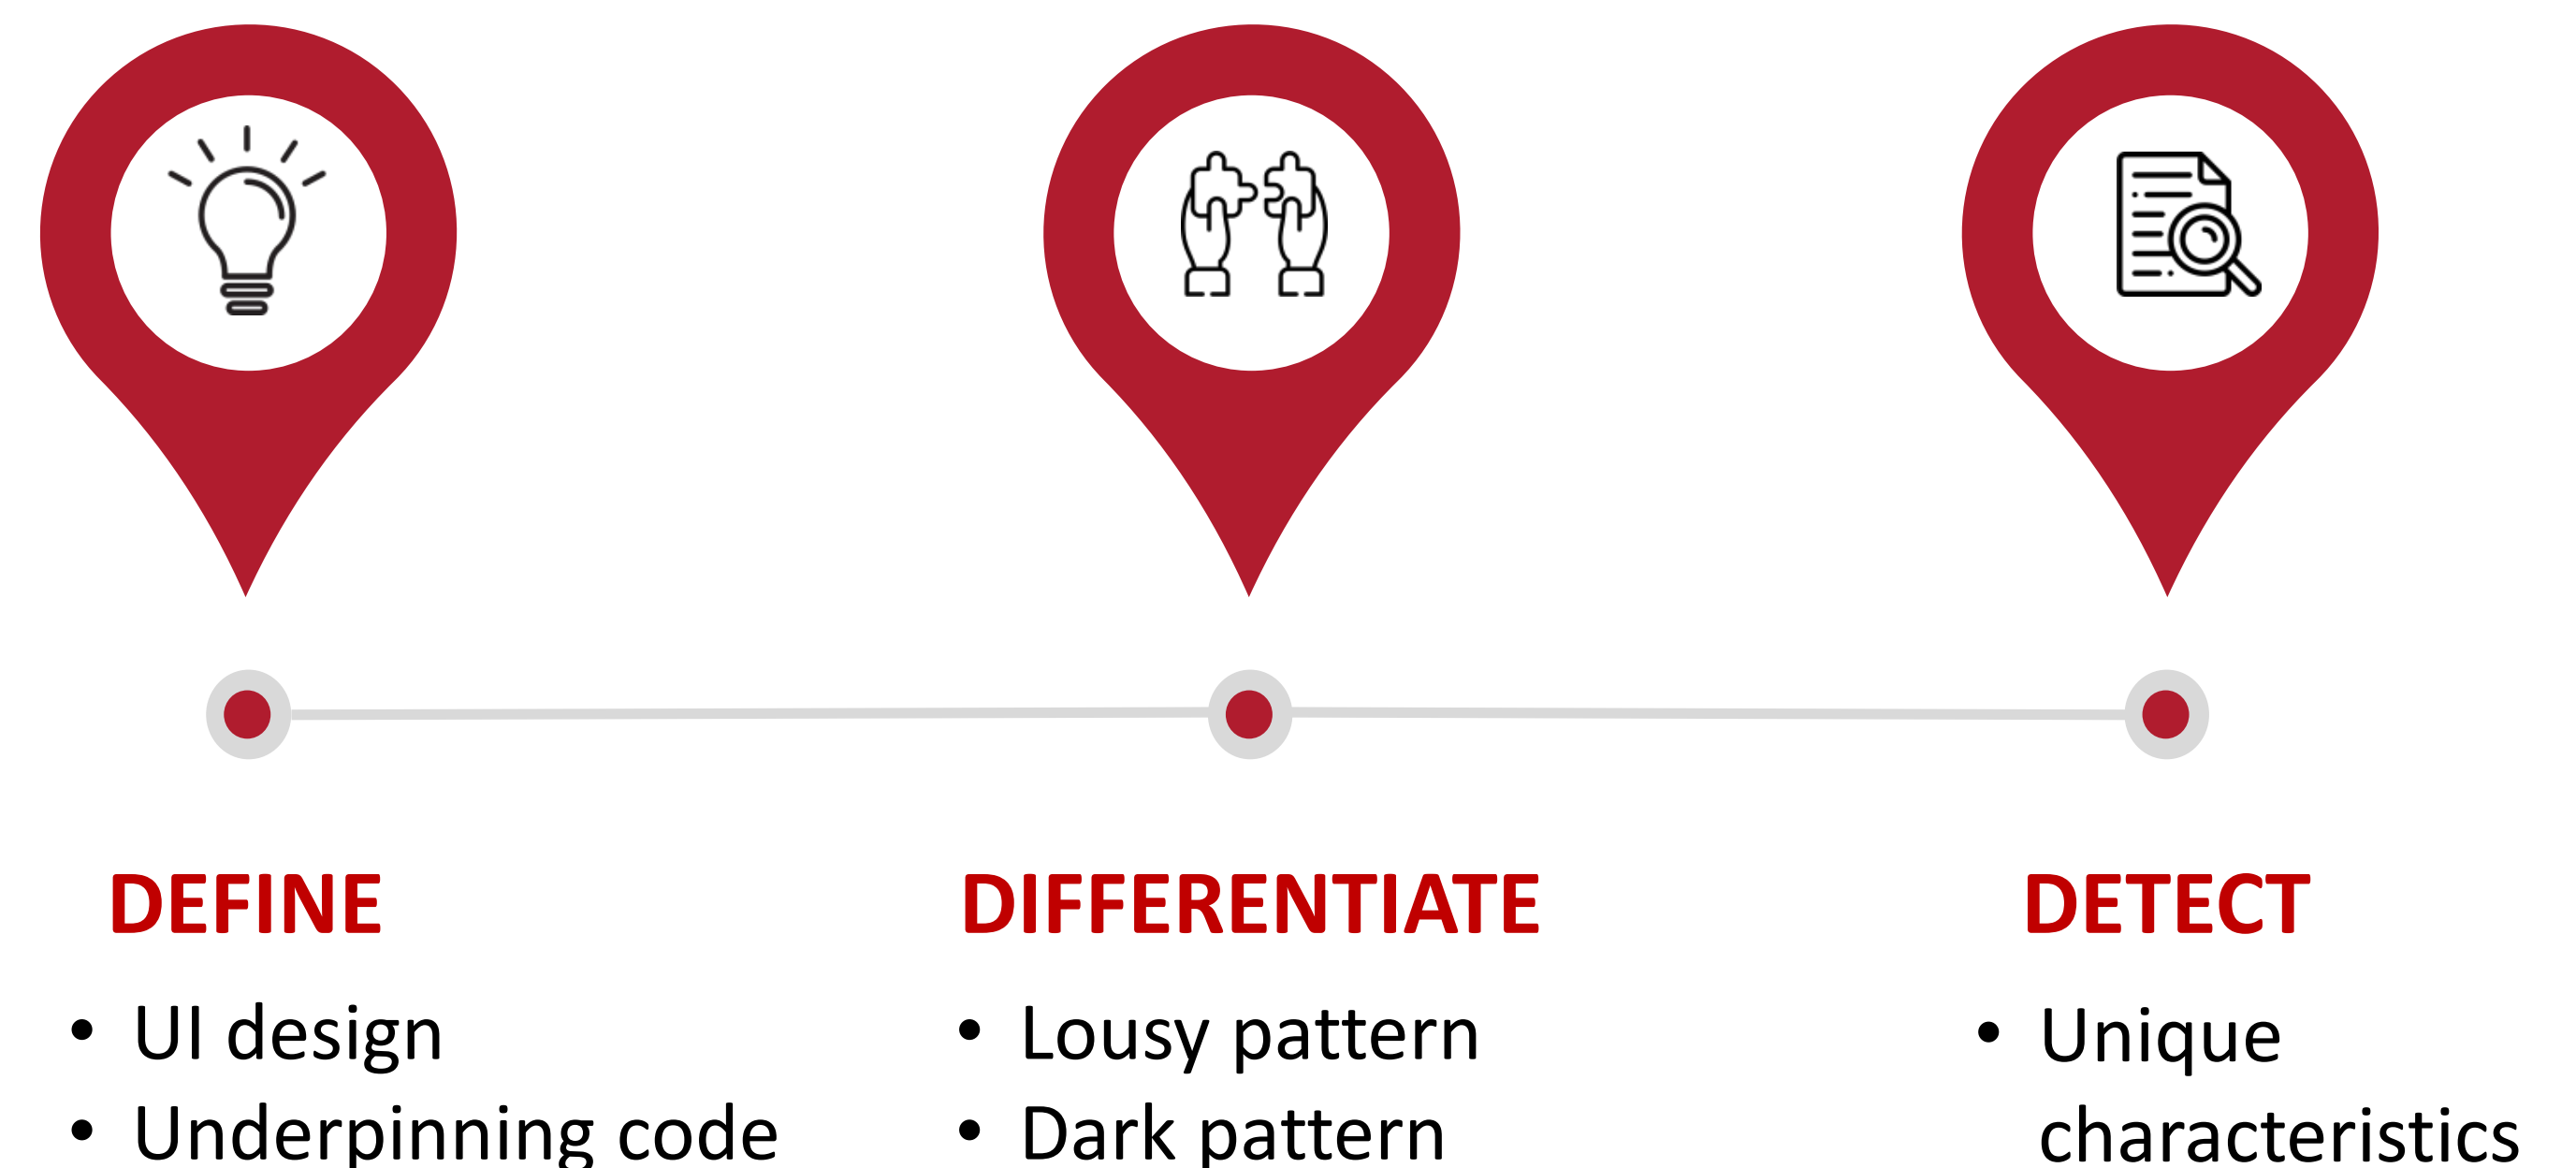 DEFINE
• UI design
• Underpinning code
DIFFERENTIATE
• Lousy pattern
• Dark pattern
DETECT
• Unique
characteristics